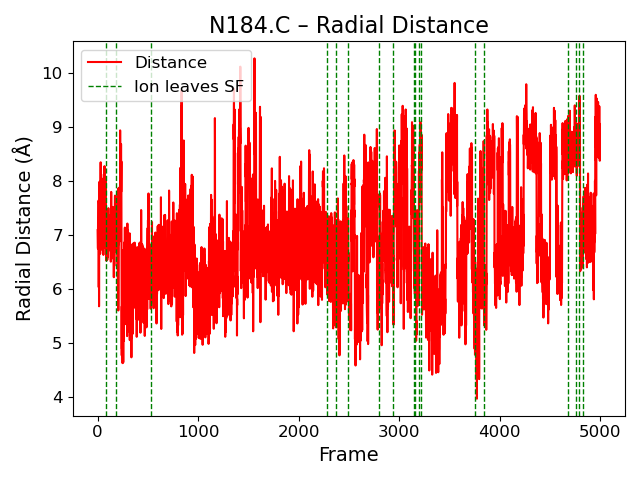 N184.C – Radial Distance
Distance
Ion leaves SF
Radial Distance (Å)
10
9
8
7
6
5
4
0
1000
2000
3000
4000
5000
Frame